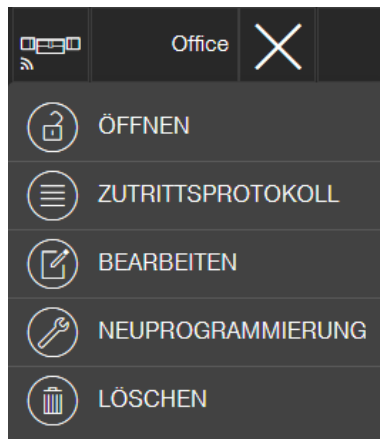 Office
ÖFFNEN
ZUTRITTSPROTOKOLL
BEARBEITEN
NEUPROGRAMMIERUNG
LÖSCHEN